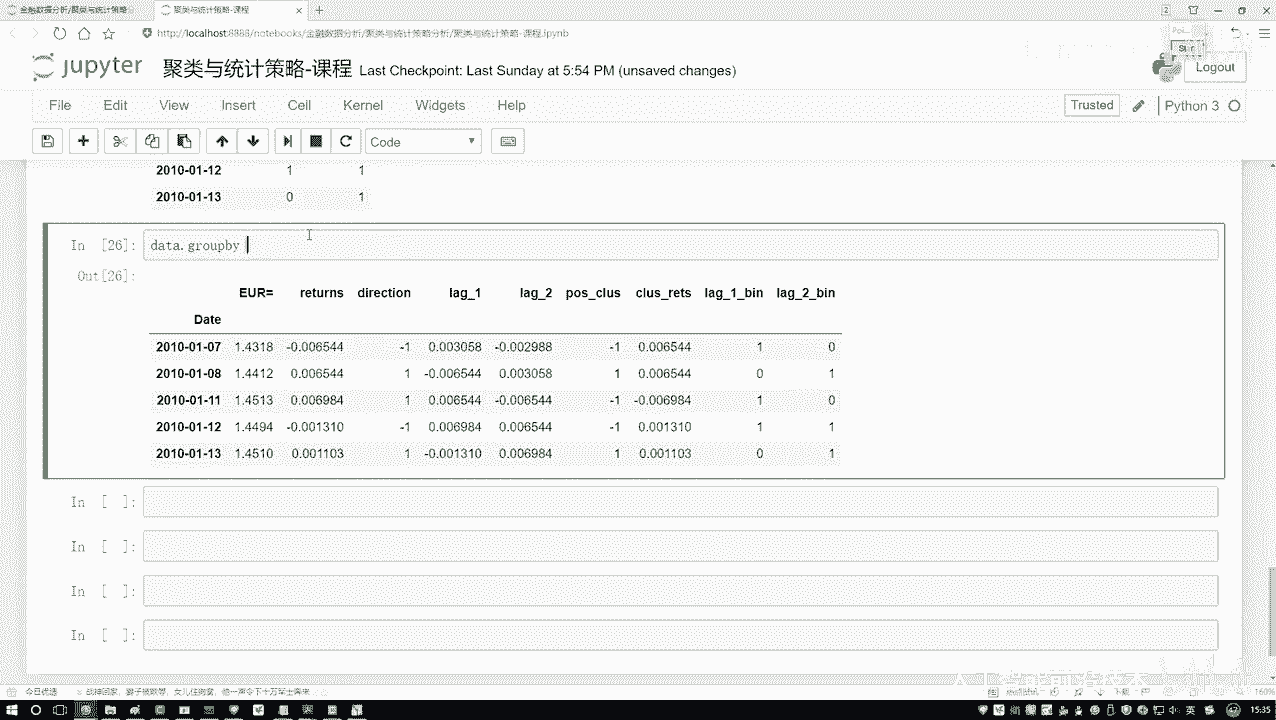 金融数据分析/聚类与统计策略
聚类与统计策略-课程
http://localhost:8888/notebooks/金融数据分析/聚类与统计策略分析/聚类与统计策略-课程.ipynb
jupyter 聚类与统计策略-课程 Last Checkpoint: Last Sunday at 5:54 PM (unsaved changes)
Logout
File Edit View Insert Cell Kernel Widgets Help
Trusted Python 3
Code
2010-01-12 1 1
2010-01-13 0 1
In [26]: data.groupby
Out[26]:
EUR= returns direction lag_1 lag_2 pos_clus clus_rets lag_1_bin lag_2_bin
Date
2010-01-07 1.4318 -0.006544 -1 0.003058 -0.002988 -1 0.006544 1 0
2010-01-08 1.4412 0.006544 1 -0.006544 0.003058 1 0.006544 0 1
2010-01-11 1.4513 0.006984 1 0.006544 -0.006544 -1 -0.006984 1 0
2010-01-12 1.4494 -0.001310 -1 0.006984 0.006544 -1 0.001310 1 1
2010-01-13 1.4510 0.001103 1 -0.001310 0.006984 1 0.001103 0 1
In [ ]:
In [ ]:
In [ ]:
In [ ]:
今日优选
160%
英
15:35